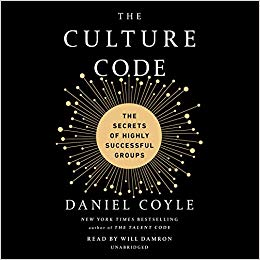 THE
CULTURE
CODE
THE
SECRETS
OF HIGHLY
SUCCESSFUL
GROUPS
DANIEL COYLE
NEW YORK TIMES BESTSELLING
author of THE TALENT CODE
READ BY WILL DAMRON
UNABRIDGED